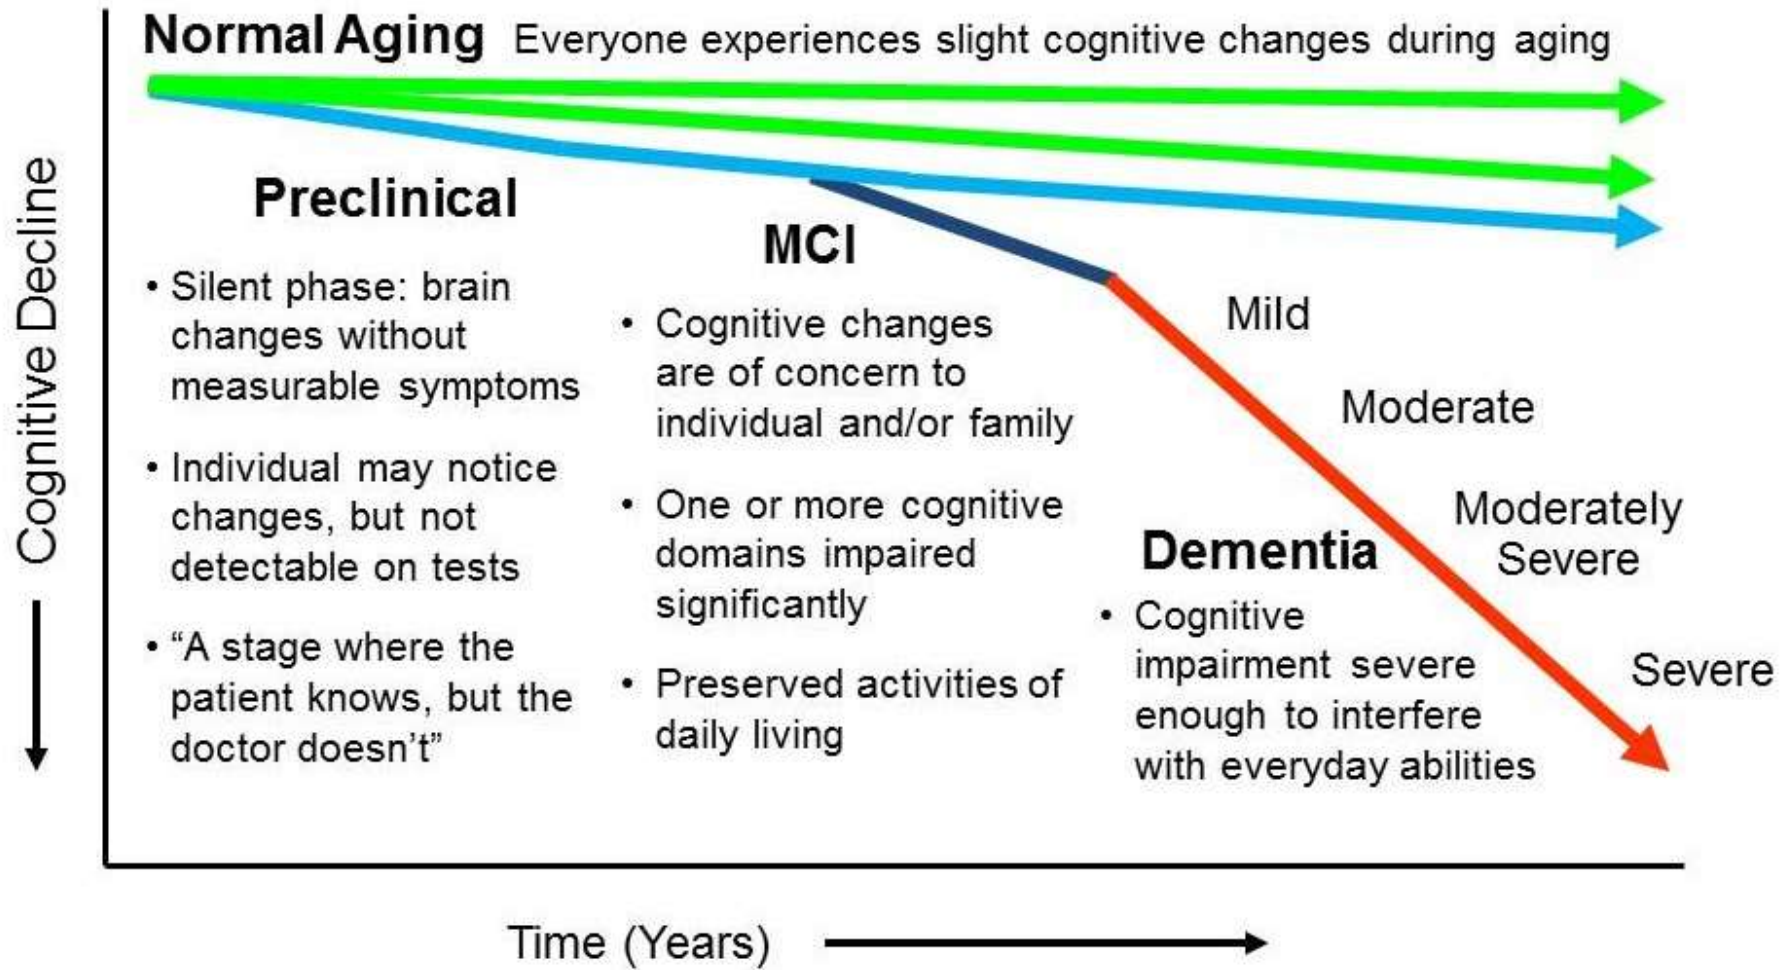 Normal Aging Everyone experiences slight cognitive changes during aging
Cognitive Decline
Preclinical
• Silent phase: brain
changes without
measurable symptoms
• Individual may notice
changes, but not
detectable on tests
• “A stage where the
patient knows, but the
doctor doesn’t”
MCI
• Cognitive changes
are of concern to
individual and/or family
• One or more cognitive
domains impaired
significantly
• Preserved activities of
daily living
Mild
Moderate
Moderately
Severe
Severe
Dementia
• Cognitive
impairment severe
enough to interfere
with everyday abilities
Time (Years)